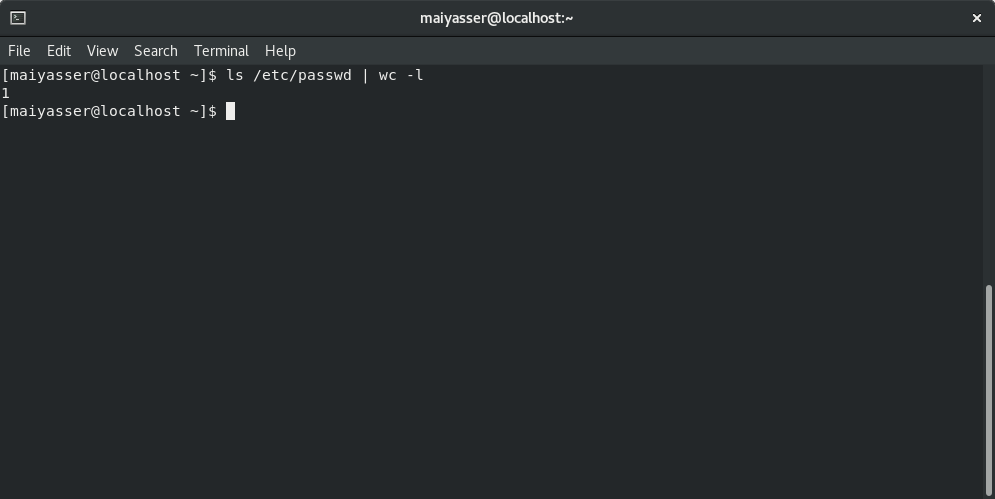 maiyasser@localhost:~
File Edit View Search Terminal Help
[maiyasser@localhost ~]$ ls /etc/passwd | wc -l
1
[maiyasser@localhost ~]$